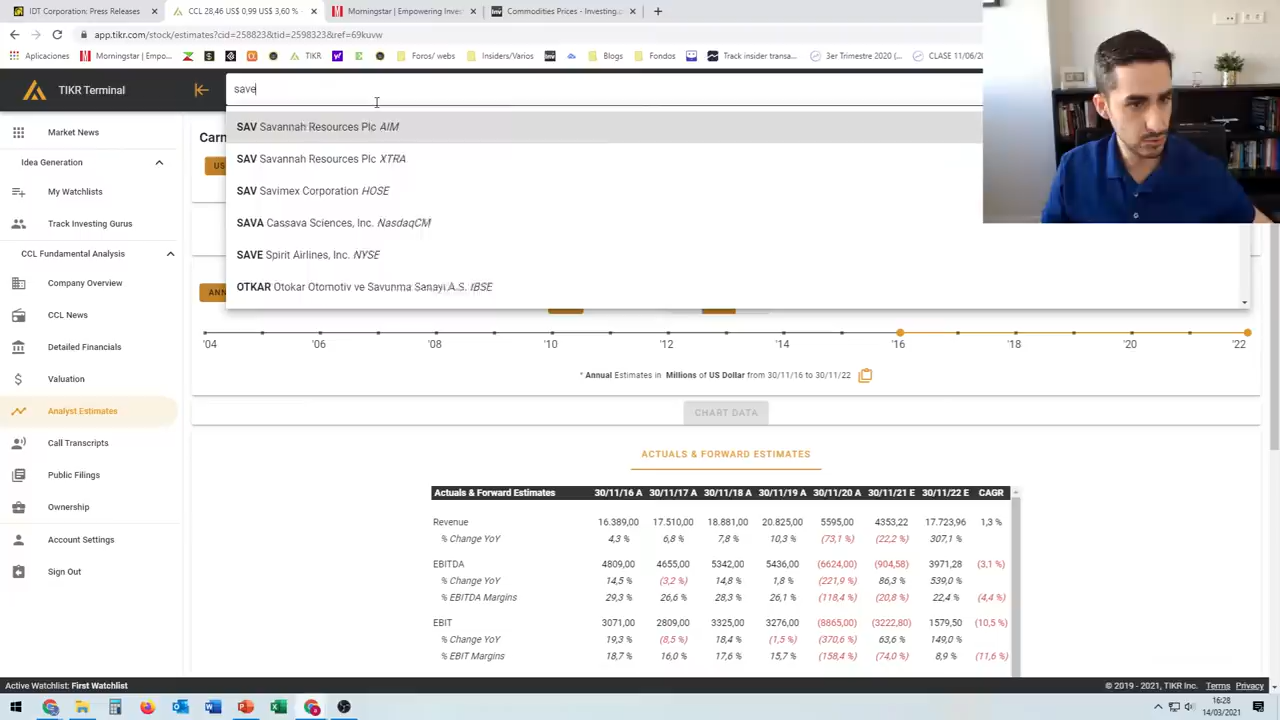 IDT Corporation: Press Releases
CCL 28,46 US$ 0,99 US$ 3,60 %
Morningstar | Empowering Inves
Commodities Prices - Investing.c
app.tikr.com/stock/estimates?cid=258823&tid=2598323&ref=69kuvw
Aplicaciones
Morningstar | Empo...
TIKR
Foros/ webs
Insiders/Varios
Blogs
Fondos
Track insider transa...
3er Trimestre 2020 (...
CLASE 11/06/
TIKR Terminal
save
SAV Savannah Resources Plc AIM
SAV Savannah Resources Plc XTRA
SAV Savimex Corporation HOSE
SAVA Cassava Sciences, Inc. NasdaqCM
SAVE Spirit Airlines, Inc. NYSE
OTKAR Otokar Otomotiv ve Savunma Sanayi A.S. IBSE
Market News
Idea Generation
My Watchlists
Track Investing Gurus
CCL Fundamental Analysis
Company Overview
CCL News
Detailed Financials
Valuation
Analyst Estimates
Call Transcripts
Public Filings
Ownership
Account Settings
Sign Out
Carn
US
ANN
'04 '06 '08 '10 '12 '14 '16 '18 '20 '22
* Annual Estimates in Millions of US Dollar from 30/11/16 to 30/11/22
CHART DATA
ACTUALS & FORWARD ESTIMATES
Actuals & Forward Estimates 30/11/16 A 30/11/17 A 30/11/18 A 30/11/19 A 30/11/20 A 30/11/21 E 30/11/22 E CAGR
Revenue 16.389,00 17.510,00 18.881,00 20.825,00 5595,00 4353,22 17.723,96 1,3 %
% Change YoY 4,3 % 6,8 % 7,8 % 10,3 % (73,1 %) (22,2 %) 307,1 %
EBITDA 4809,00 4655,00 5342,00 5436,00 (6624,00) (904,58) 3971,28 (3,1 %)
% Change YoY 14,5 % (3,2 %) 14,8 % 1,8 % (221,9 %) 86,3 % 539,0 %
% EBITDA Margins 29,3 % 26,6 % 28,3 % 26,1 % (118,4 %) (20,8 %) 22,4 % (4,4 %)
EBIT 3071,00 2809,00 3325,00 3276,00 (8865,00) (3222,80) 1579,50 (10,5 %)
% Change YoY 19,3 % (8,5 %) 18,4 % (1,5 %) (370,6 %) 63,6 % 149,0 %
% EBIT Margins 18,7 % 16,0 % 17,6 % 15,7 % (158,4 %) (74,0 %) 8,9 % (11,6 %)
Active Watchlist: First Watchlist
© 2019 - 2021, TIKR Inc. Terms Privacy
16:28
14/03/2021